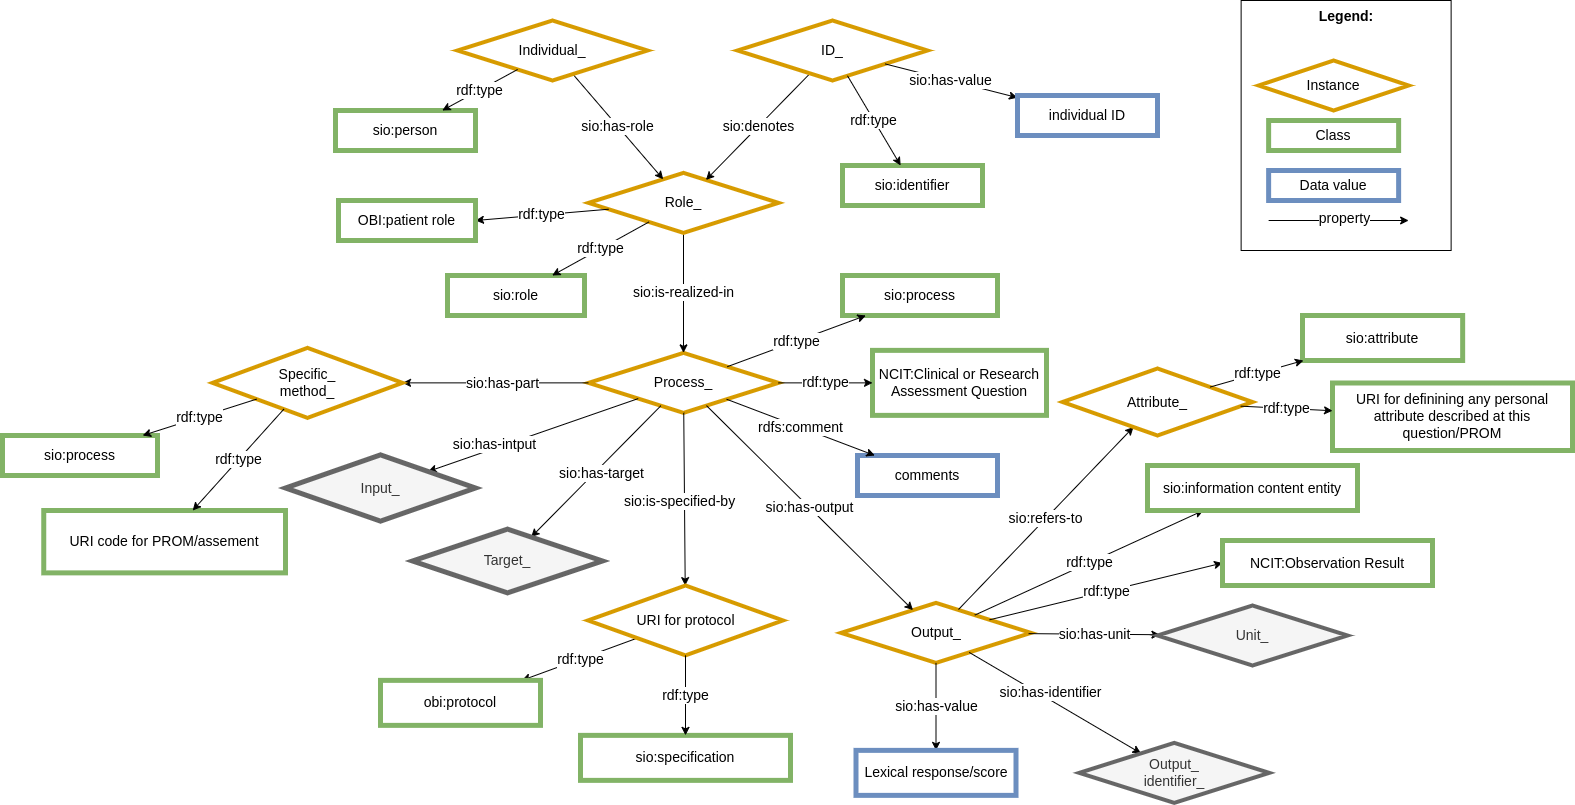 Legend:
Individual_
ID_
Instance
Class
Data value
property
rdf:type
sio:has-value
sio:person
sio:has-role
sio:denotes
rdf:type
individual ID
sio:identifier
Role_
OBI:patient role
rdf:type
rdf:type
sio:role
sio:is-realized-in
sio:process
rdf:type
sio:attribute
Specific_
method_
sio:has-part
Process_
rdf:type
NCIT:Clinical or Research
Assessment Question
Attribute_
rdf:type
rdf:type
URI for definining any personal
attribute described at this
question/PROM
rdf:type
sio:process
rdf:type
sio:has-intput
rdfs:comment
comments
Input_
sio:has-target
sio:is-specified-by
sio:has-output
sio:refers-to
sio:information content entity
URI code for PROM/assement
Target_
rdf:type
NCIT:Observation Result
rdf:type
URI for protocol
Output_
sio:has-unit
Unit_
rdf:type
obi:protocol
rdf:type
sio:has-value
sio:has-identifier
sio:specification
Lexical response/score
Output_
identifier_